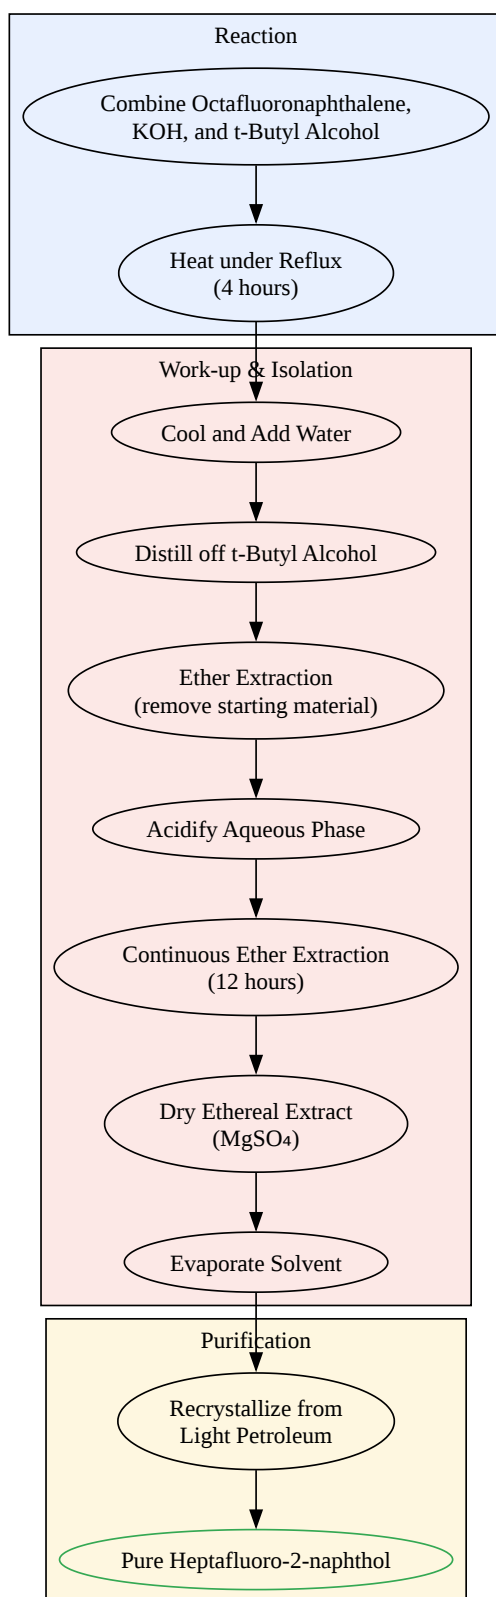 Reaction
Combine Octafluoronaphthalene,
KOH, and t-Butyl Alcohol
Heat under Reflux
(4 hours)
Work-up & Isolation
Cool and Add Water
Distill off t-Butyl Alcohol
Ether Extraction
(remove starting material)
Acidify Aqueous Phase
Continuous Ether Extraction
(12 hours)
Dry Ethereal Extract
(MgSO₄)
Evaporate Solvent
Purification
Recrystallize from
Light Petroleum
Pure Heptafluoro-2-naphthol